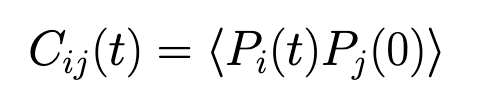 C_{ij}(t) = ⟨P_i(t)P_j(0)⟩